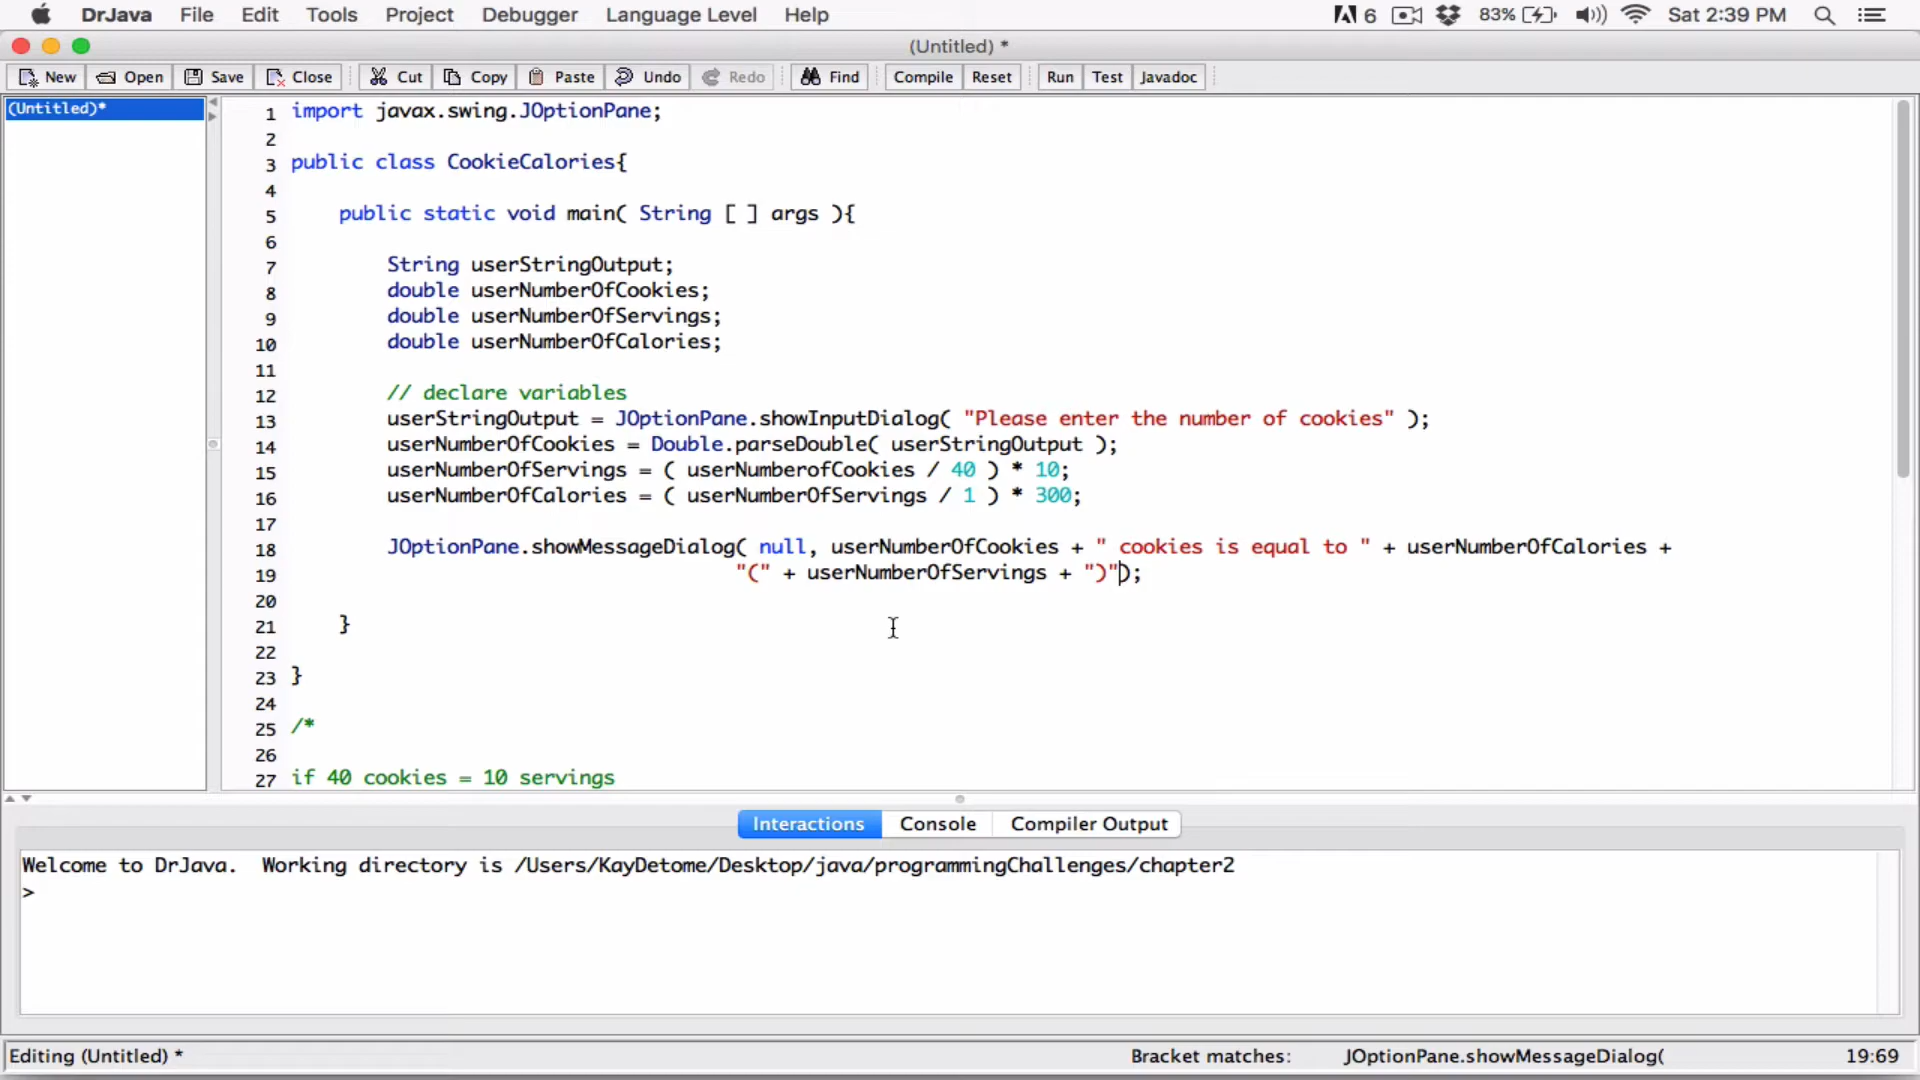 DrJava File Edit Tools Project Debugger Language Level Help 6 83% Sat 2:39 PM
(Untitled) *
New Open Save Close Cut Copy Paste Undo Redo Find Compile Reset Run Test Javadoc
(Untitled)*
1 import javax.swing.JOptionPane;
2
3 public class CookieCalories{
4
5 public static void main( String [ ] args ){
6
7 String userStringOutput;
8 double userNumberOfCookies;
9 double userNumberOfServings;
10 double userNumberOfCalories;
11
12 // declare variables
13 userStringOutput = JOptionPane.showInputDialog( "Please enter the number of cookies" );
14 userNumberOfCookies = Double.parseDouble( userStringOutput );
15 userNumberOfServings = ( userNumberofCookies / 40 ) * 10;
16 userNumberOfCalories = ( userNumberOfServings / 1 ) * 300;
17
18 JOptionPane.showMessageDialog( null, userNumberOfCookies + " cookies is equal to " + userNumberOfCalories +
19 "(" + userNumberOfServings + ")");
20
21 }
22
23 }
24
25 /*
26
27 if 40 cookies = 10 servings
Interactions Console Compiler Output
Welcome to DrJava. Working directory is /Users/KayDetome/Desktop/java/programmingChallenges/chapter2
>
Editing (Untitled) * Bracket matches: JOptionPane.showMessageDialog( 19:69